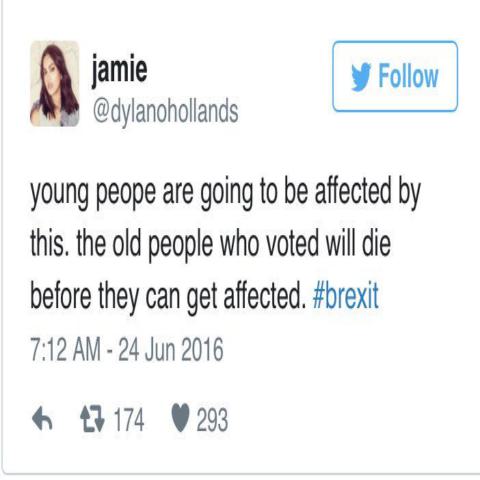 jamie
Follow
@dylanohollands
young peope are going to be affected by
this. the old people who voted will die
before they can get affected. #brexit
7:12 AM - 24 Jun 2016
174 293